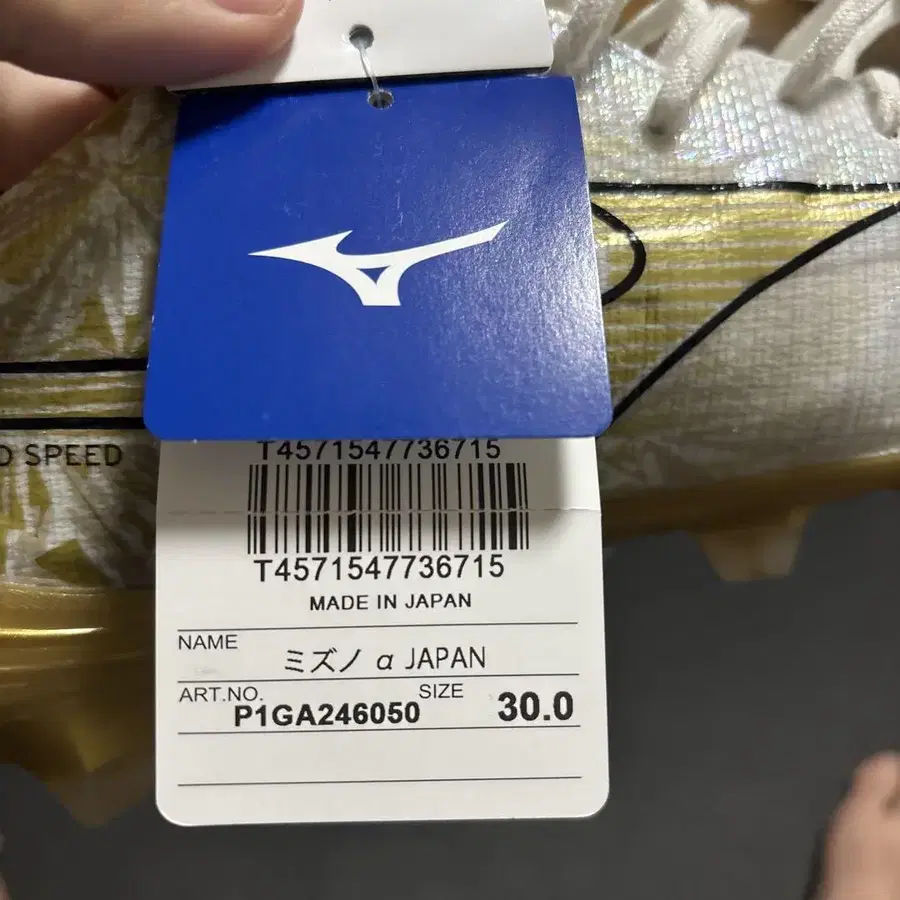 T4571547736715
T4571547736715
MADE IN JAPAN
NAME
ミズノ α JAPAN
ART.NO.
P1GA246050
SIZE
30.0
SPEED